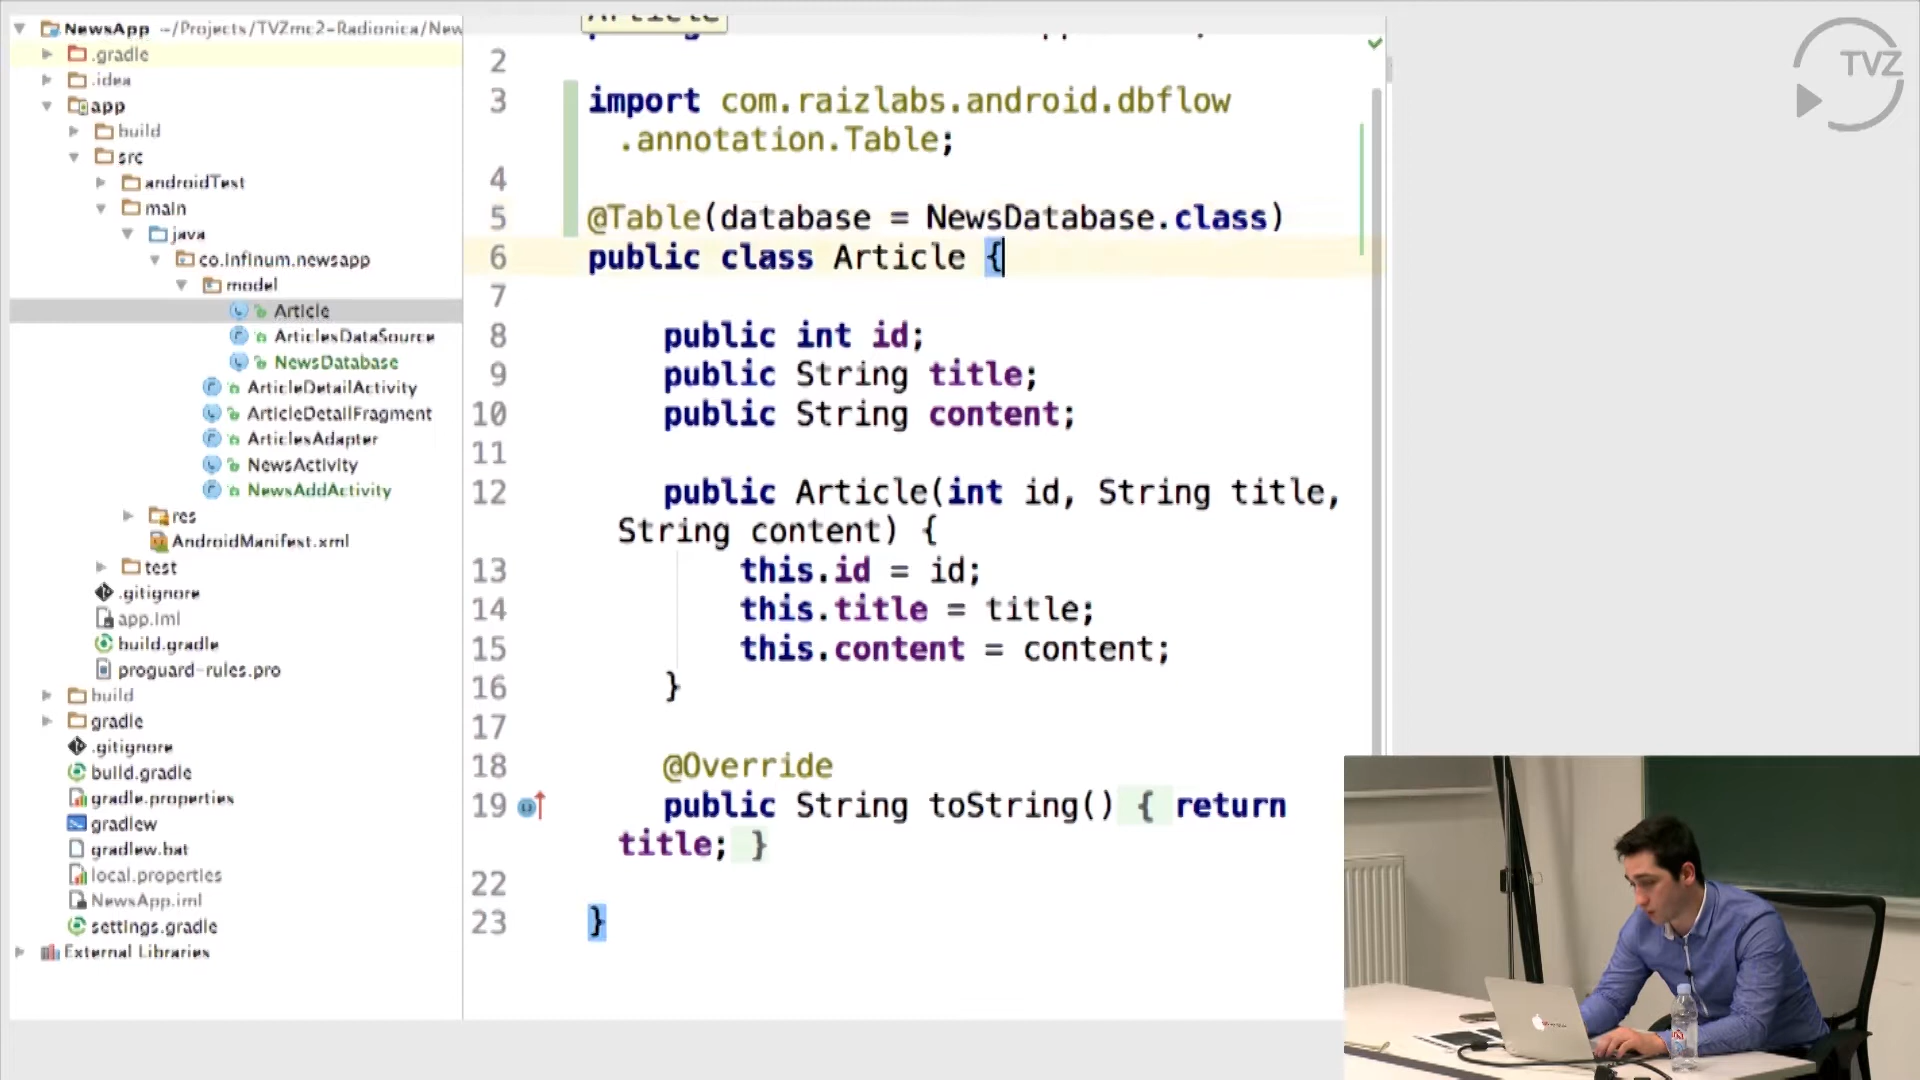 NewsApp ~/Projects/TVZmc2-Radionica/New
.gradle
.idea
app
build
src
androidTest
main
java
co.infinum.newsapp
model
Article
ArticlesDataSource
NewsDatabase
ArticleDetailActivity
ArticleDetailFragment
ArticlesAdapter
NewsActivity
NewsAddActivity
res
AndroidManifest.xml
test
.gitignore
app.iml
build.gradle
proguard-rules.pro
build
gradle
.gitignore
build.gradle
gradle.properties
gradlew
gradlew.bat
local.properties
NewsApp.iml
settings.gradle
External Libraries
Article
2
3 import com.raizlabs.android.dbflow
.annotation.Table;
4
5 @Table(database = NewsDatabase.class)
6 public class Article {
7
8 public int id;
9 public String title;
10 public String content;
11
12 public Article(int id, String title,
String content) {
13 this.id = id;
14 this.title = title;
15 this.content = content;
16 }
17
18 @Override
19 public String toString() { return
title; }
22
23 }
TVZ